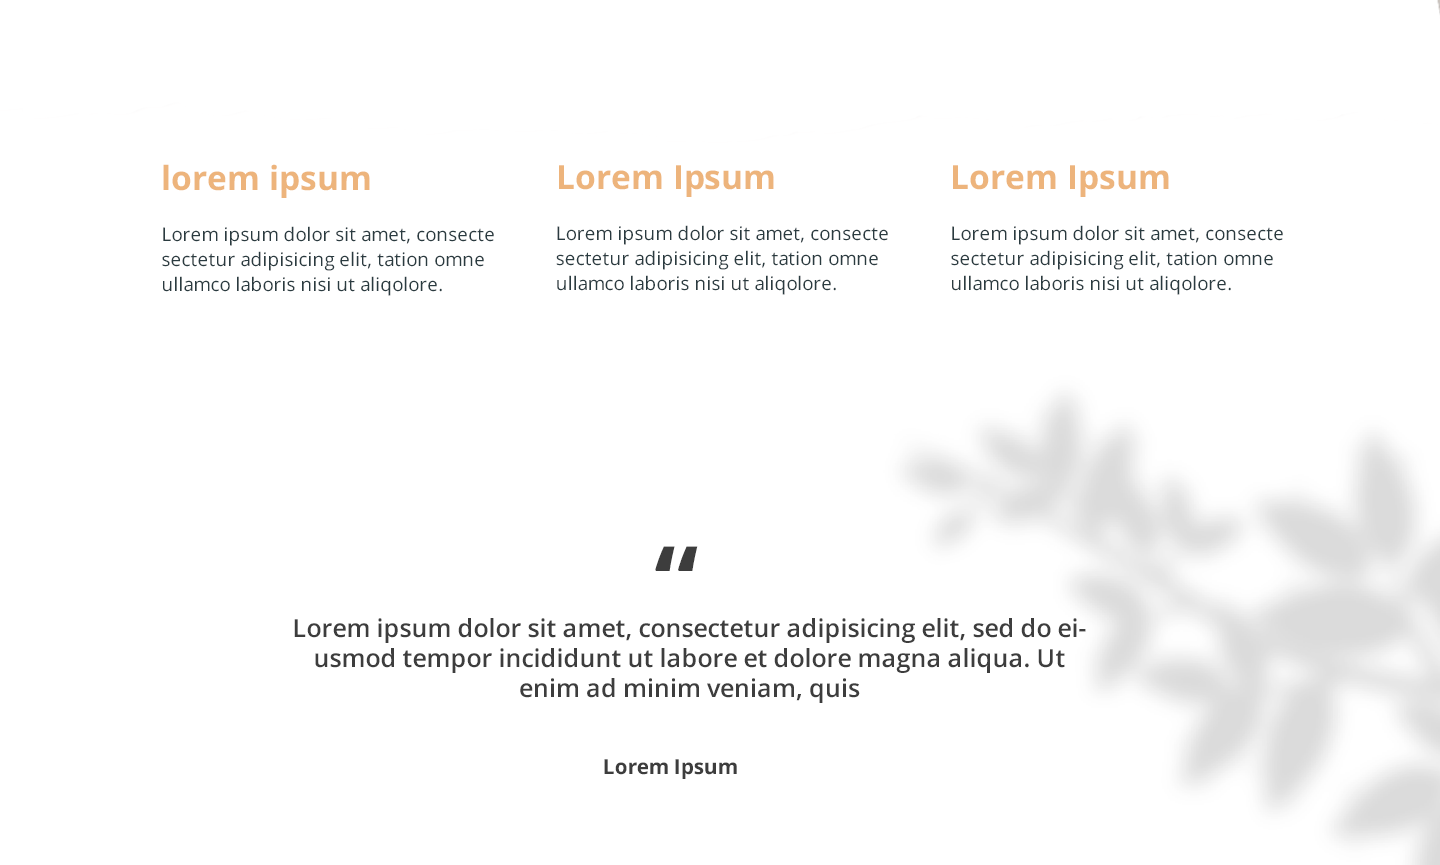 lorem ipsum
Lorem ipsum dolor sit amet, consecte
sectetur adipisicing elit, tation omne
ullamco laboris nisi ut aliqolore.
Lorem Ipsum
Lorem ipsum dolor sit amet, consecte
sectetur adipisicing elit, tation omne
ullamco laboris nisi ut aliqolore.
Lorem Ipsum
Lorem ipsum dolor sit amet, consecte
sectetur adipisicing elit, tation omne
ullamco laboris nisi ut aliqolore.
“
Lorem ipsum dolor sit amet, consectetur adipisicing elit, sed do ei-
usmod tempor incididunt ut labore et dolore magna aliqua. Ut
enim ad minim veniam, quis
Lorem Ipsum